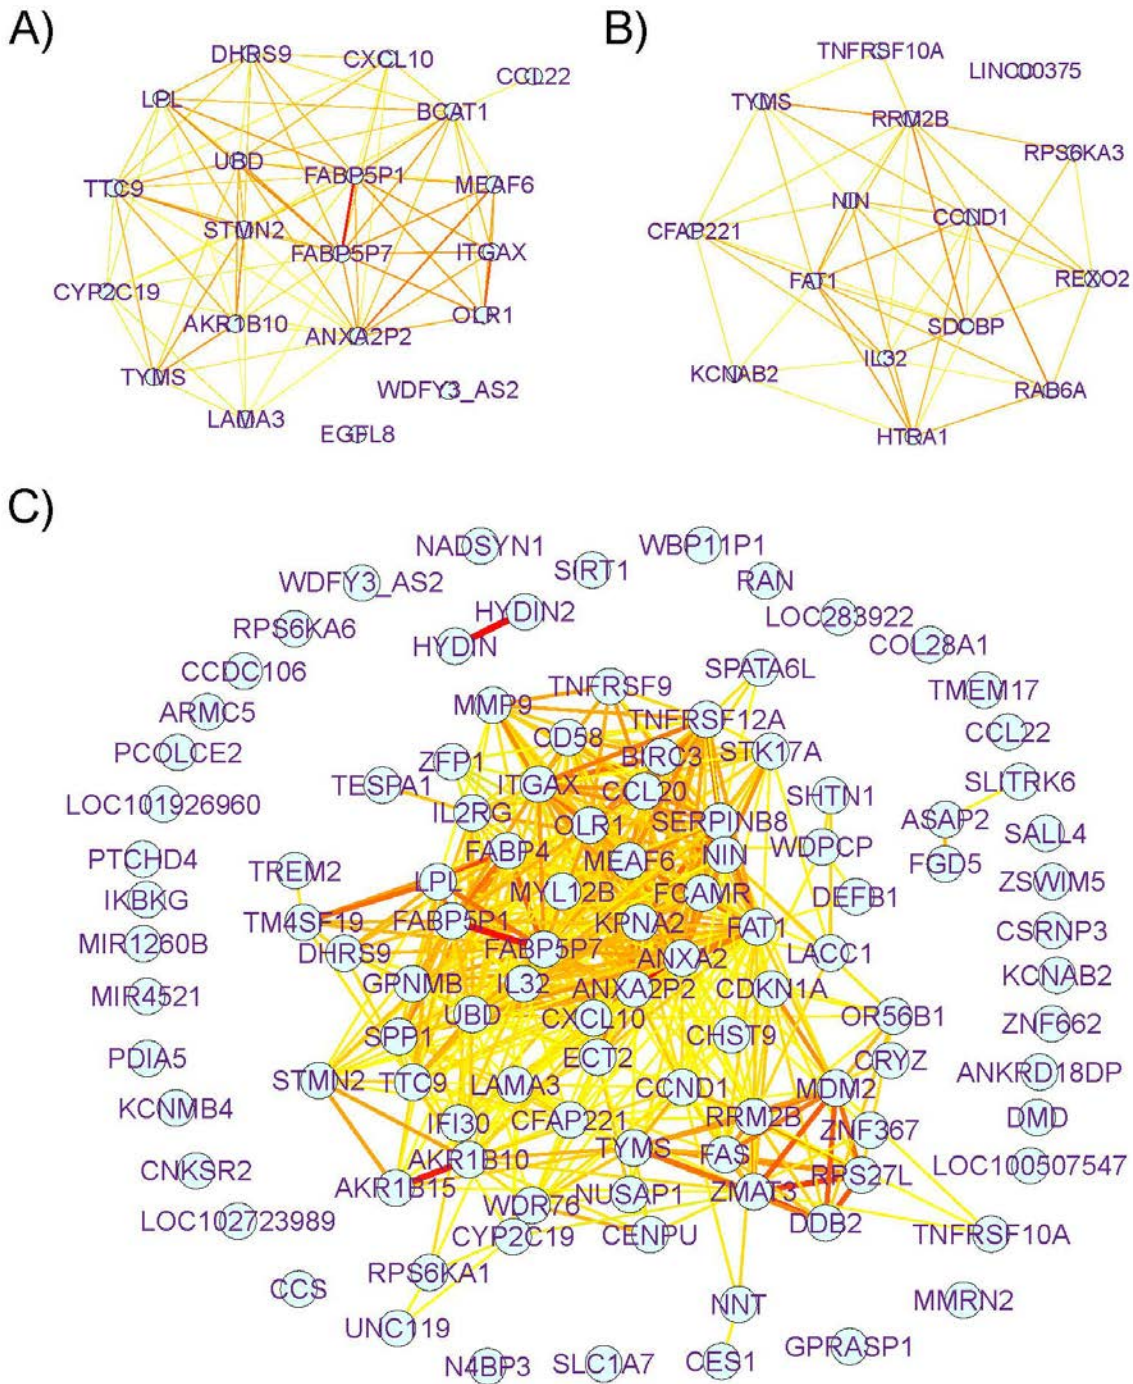 A)
DHRS9
CXCL10
CCL22
LPL
BCAT1
UBD
FABP5P1
MEAF6
TTC9
STMN2
FABP5P7
ITGAX
CYP2C19
AKR1B10
ANXA2P2
OLR1
TYMS
WDFY3_AS2
LAMA3
EGFL8
B)
TNFRSF10A
LINC00375
TYMS
RRM2B
RPS6KA3
NIN
CCND1
CFAP221
FAT1
REXO2
SDCBP
IL32
KCNAB2
RAB6A
HTRA1
C)
NADSYN1
WBP11P1
SIRT1
WDFY3_AS2
RAN
HYDIN2
LOC283922
RPS6KA6
HYDIN
COL28A1
CCDC106
SPATA6L
TNFRSF9
TMEM17
MMP9
ARMC5
TNFRSF12A
CCL22
CD58
PCOLCE2
BIRC3
STK17A
ZFP1
SLITRK6
TESPA1
ITGAX
CCL20
SHTN1
LOC101926960
IL2RG
ASAP2
OLR1
SERPINB8
SALL4
FABP4
WDPCP
PTCHD4
MEAF6
NIN
FGD5
TREM2
LPL
ZSWIM5
IKBKG
MYL12B
FCAMR
DEFB1
TM4SF19
FABP5P1
KPNA2
FAT1
CSRNP3
MIR1260B
FABP5P7
DHRS9
ANXA2
LACC1
KCNAB2
GPNMB
IL32
ANXA2P2
CDKN1A
MIR4521
UBD
CXCL10
OR56B1
ZNF662
SPP1
CHST9
PDIA5
ECT2
CRYZ
STMN2
TTC9
LAMA3
CCND1
MDM2
ANKRD18DP
KCNMB4
IFI30
CFAP221
RRM2B
ZNF367
DMD
TYMS
FAS
CNKSR2
AKR1B10
RPS27L
LOC100507547
AKR1B15
NUSAP1
ZMAT3
WDR76
LOC102723989
DDB2
CYP2C19
CENPU
TNFRSF10A
RPS6KA1
CCS
NNT
MMRN2
UNC119
GPRASP1
N4BP3
SLC1A7
CES1